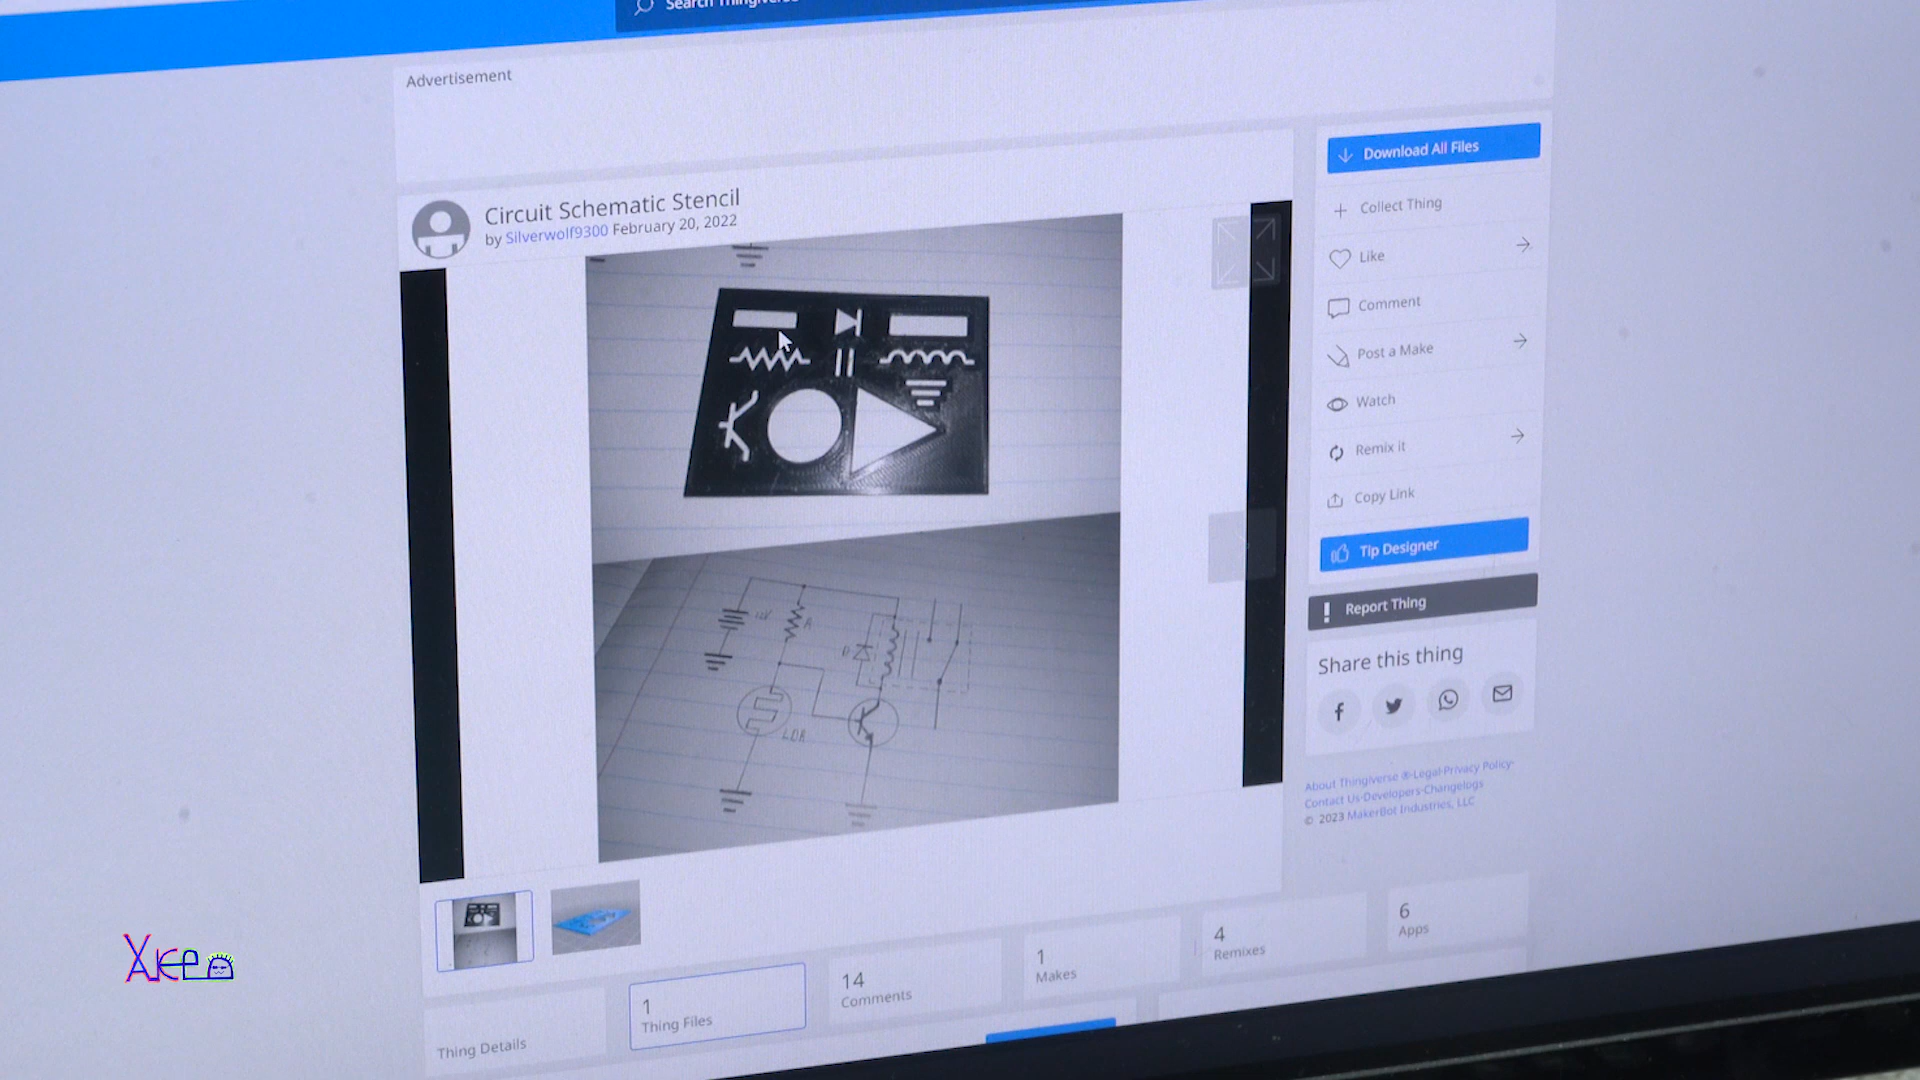 Search Thingiverse
Advertisement
Circuit Schematic Stencil
by Silverwolf9300 February 20, 2022
Download All Files
Collect Thing
Like
Comment
Post a Make
Watch
Remix it
Copy Link
Tip Designer
Report Thing
Share this thing
About Thingiverse ®·Legal·Privacy Policy·
Contact Us·Developers·Changelogs
© 2023 MakerBot Industries, LLC
LDR
Thing Details
1
Thing Files
14
Comments
1
Makes
4
Remixes
6
Apps